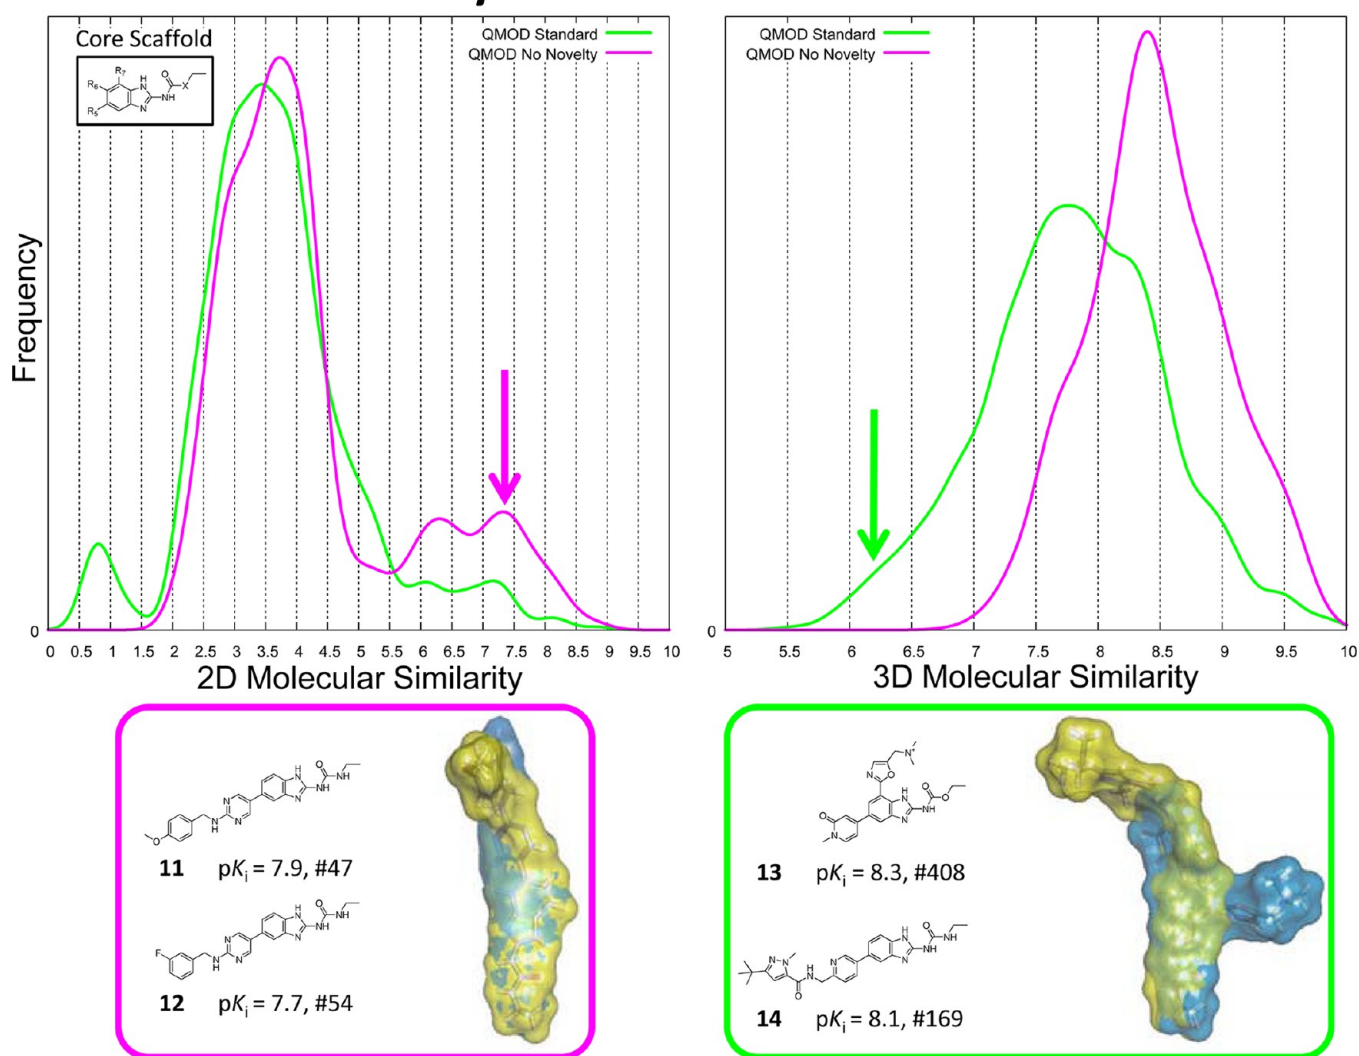 Core Scaffold
R7
R6
R5
H
N
N
NH
O
X
QMOD Standard
QMOD No Novelty
Frequency
0
0 0.5 1 1.5 2 2.5 3 3.5 4 4.5 5 5.5 6 6.5 7 7.5 8 8.5 9 9.5 10
2D Molecular Similarity
QMOD Standard
QMOD No Novelty
0
5 5.5 6 6.5 7 7.5 8 8.5 9 9.5 10
3D Molecular Similarity
11 pKi = 7.9, #47
12 pKi = 7.7, #54
13 pKi = 8.3, #408
14 pKi = 8.1, #169